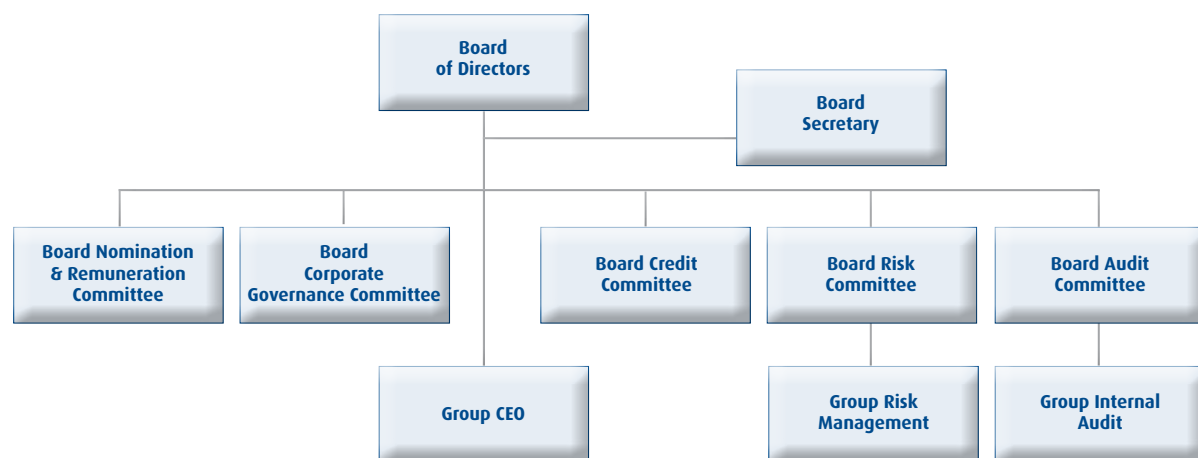 Board
of Directors
Board
Secretary
Board Nomination
& Remuneration
Committee
Board
Corporate
Governance Committee
Board Credit
Committee
Board Risk
Committee
Board Audit
Committee
Group CEO
Group Risk
Management
Group Internal
Audit